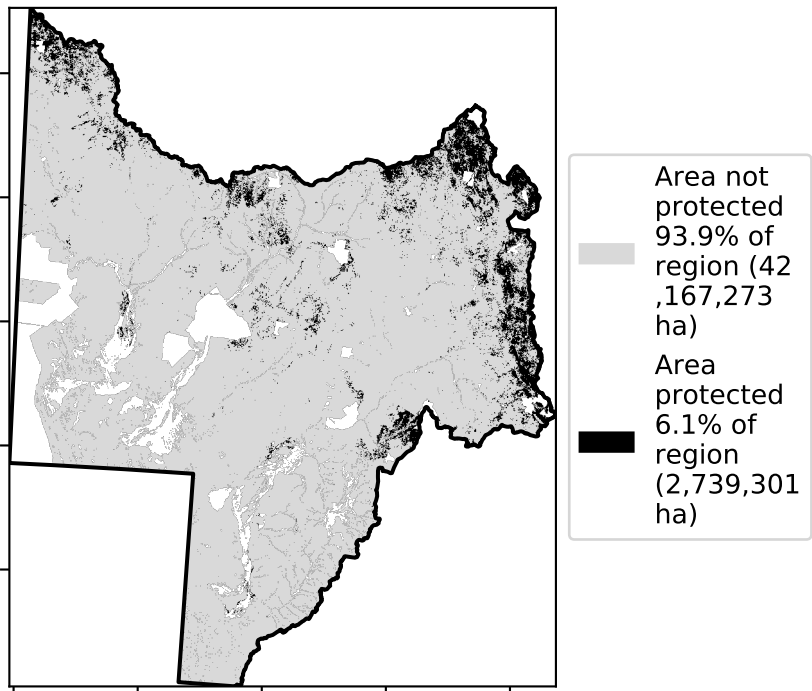 Area not
protected
93.9% of
region (42
,167,273
ha)
Area
protected
6.1% of
region
(2,739,301
ha)